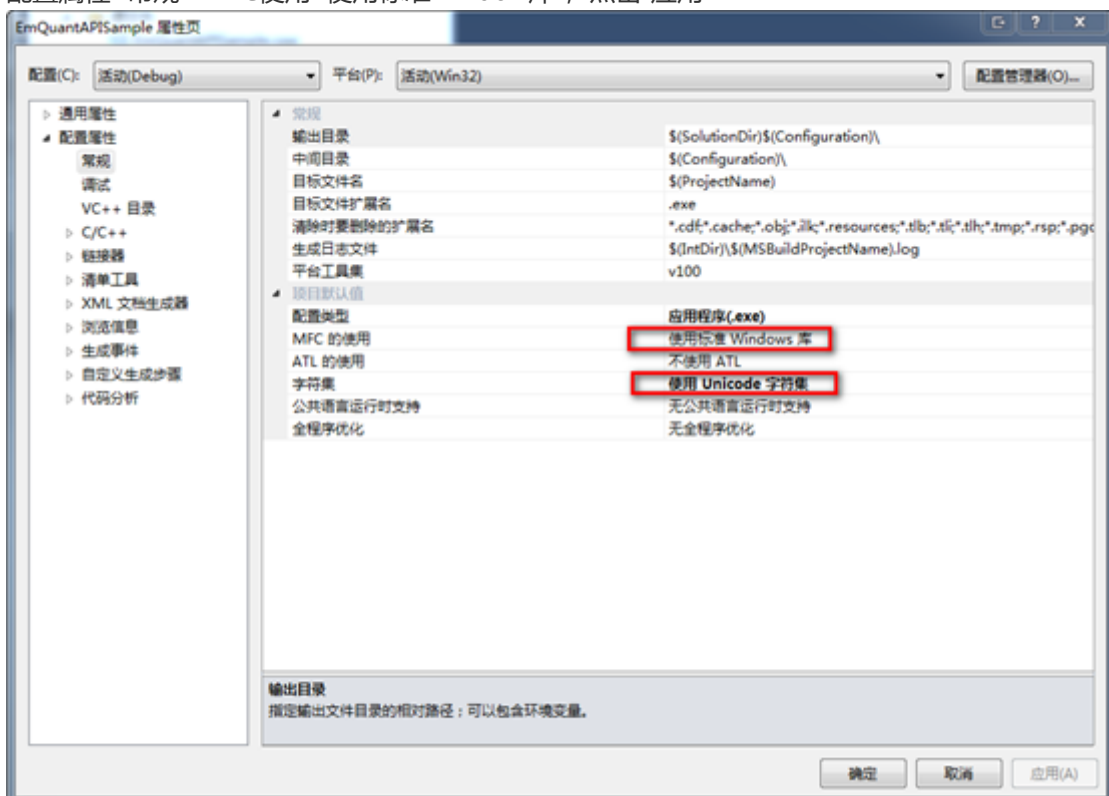 EmQuantAPISample 属性页
配置(C): 活动(Debug) 平台(P): 活动(Win32) 配置管理器(O)...
通用属性
配置属性
常规
调试
VC++ 目录
C/C++
链接器
清单工具
XML 文档生成器
浏览信息
生成事件
自定义生成步骤
代码分析
常规
输出目录 $(SolutionDir)$(Configuration)\
中间目录 $(Configuration)\
目标文件名 $(ProjectName)
目标文件扩展名 .exe
清除时要删除的扩展名 *.cdf;*.cache;*.obj;*.ilk;*.resources;*.tlb;*.tli;*.tlh;*.tmp;*.rsp;*.pgc
生成日志文件 $(IntDir)\$(MSBuildProjectName).log
平台工具集 v100
项目默认值
配置类型 应用程序(.exe)
MFC 的使用 使用标准 Windows 库
ATL 的使用 不使用 ATL
字符集 使用 Unicode 字符集
公共语言运行时支持 无公共语言运行时支持
全程序优化 无全程序优化
输出目录
指定输出文件目录的相对路径；可以包含环境变量。
确定 取消 应用(A)